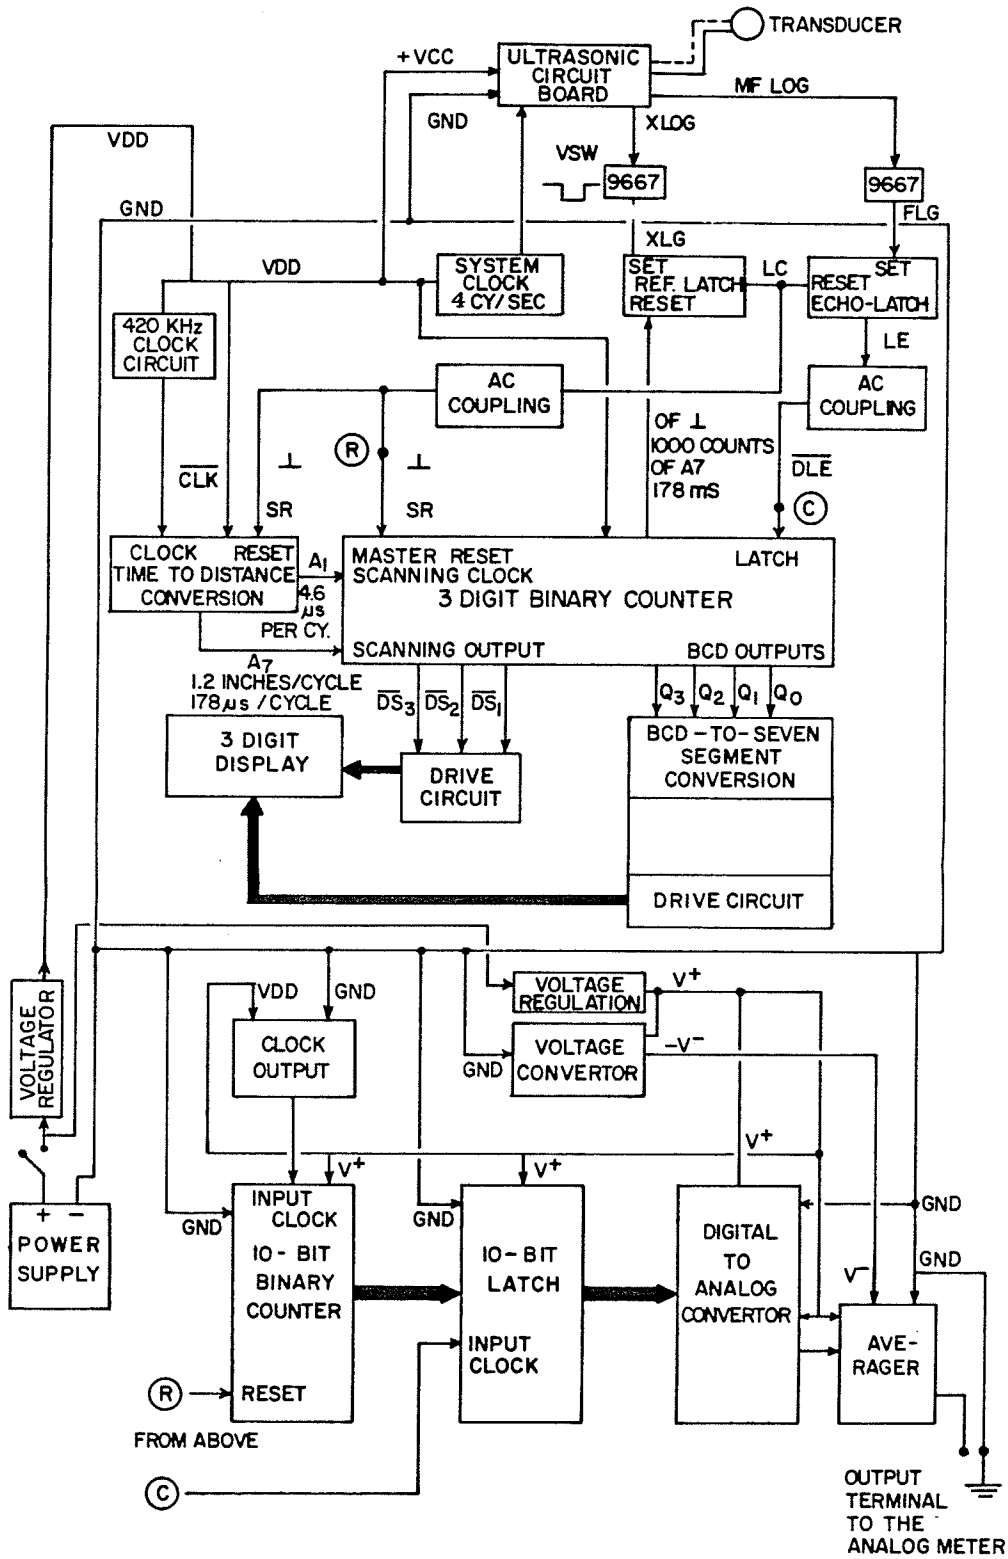 TRANSDUCER
+VCC
ULTRASONIC
CIRCUIT
BOARD
MF LOG
GND
XLOG
VDD
VSW
9667
9667
GND
FLG
XLG
VDD
SYSTEM
CLOCK
4 CY/SEC
SET
REF. LATCH
RESET
LC
SET
RESET
ECHO-LATCH
420 KHz
CLOCK
CIRCUIT
LE
AC
COUPLING
AC
COUPLING
OF ⊥
1000 COUNTS
OF A7
178 mS
R
⊥
⊥
CLK
DLE
C
SR
SR
CLOCK RESET
TIME TO DISTANCE
CONVERSION
A1
4.6
µs
PER CY.
MASTER RESET
SCANNING CLOCK
LATCH
3 DIGIT BINARY COUNTER
SCANNING OUTPUT
BCD OUTPUTS
A7
1.2 INCHES/CYCLE
178µs / CYCLE
DS3
DS2
DS1
Q3
Q2
Q1
Q0
3 DIGIT
DISPLAY
DRIVE
CIRCUIT
BCD-TO-SEVEN
SEGMENT
CONVERSION
DRIVE CIRCUIT
VOLTAGE
REGULATOR
VDD
GND
VOLTAGE
REGULATION
V+
CLOCK
OUTPUT
GND
VOLTAGE
CONVERTOR
-V-
V+
V+
V+
+ -
POWER
SUPPLY
GND
INPUT
CLOCK
10-BIT
BINARY
COUNTER
RESET
GND
10-BIT
LATCH
INPUT
CLOCK
DIGITAL
TO
ANALOG
CONVERTOR
GND
GND
V-
AVE-
RAGER
R
FROM ABOVE
C
OUTPUT
TERMINAL
TO THE
ANALOG METER